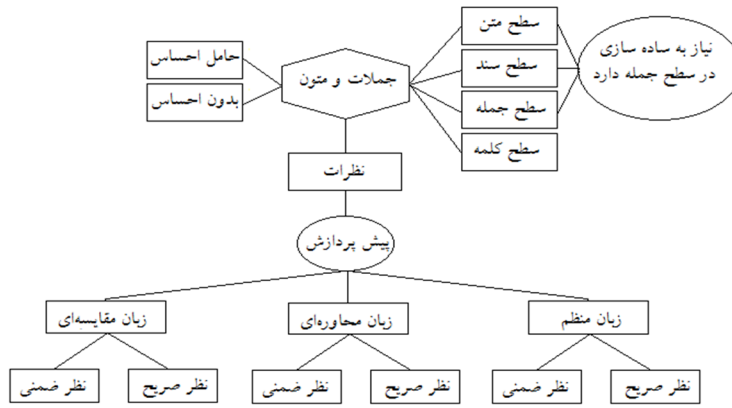 سطح متن
نیاز به ساده سازی
در سطح جمله دارد
سطح سند
سطح جمله
سطح کلمه
جملات و متون
حامل احساس
بدون احساس
نظرات
پیش پردازش
زبان منظم
زبان محاوره‌ای
زبان مقایسه‌ای
نظر صریح
نظر ضمنی
نظر صریح
نظر ضمنی
نظر صریح
نظر ضمنی